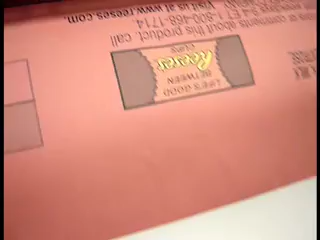 ns or comments about this product, call
1-800-468-1714.
Visit at www.reeses.com
LIFE'S GOOD
BETWEEN
Reese's
CUPS